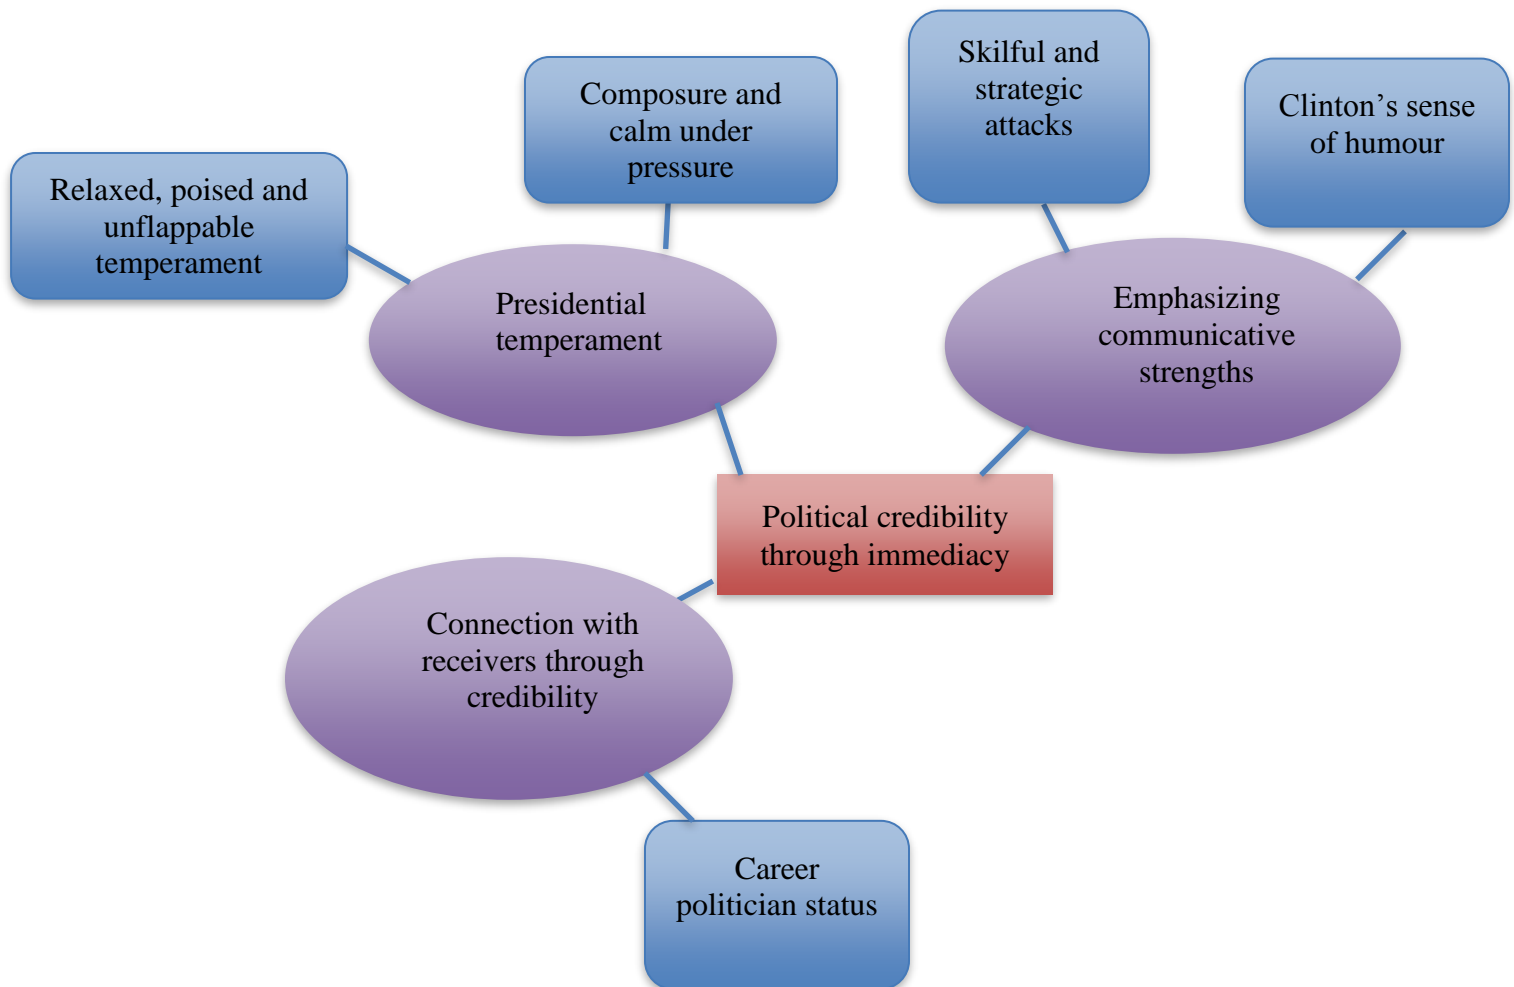 Relaxed, poised and
unflappable
temperament
Composure and
calm under
pressure
Skilful and
strategic
attacks
Clinton’s sense
of humour
Presidential
temperament
Emphasizing
communicative
strengths
Political credibility
through immediacy
Connection with
receivers through
credibility
Career
politician status